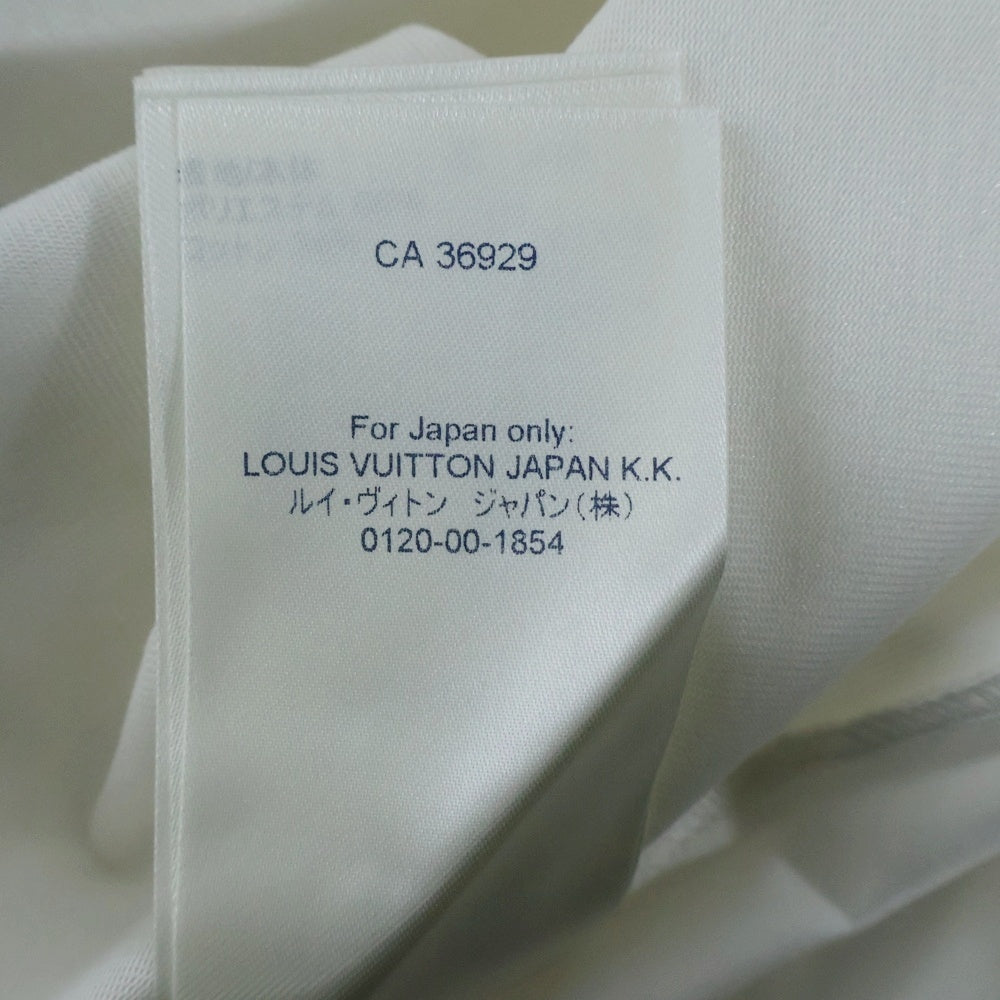 CA 36929
For Japan only:
LOUIS VUITTON JAPAN K.K.
ルイ・ヴィトン ジャパン(株)
0120-00-1854